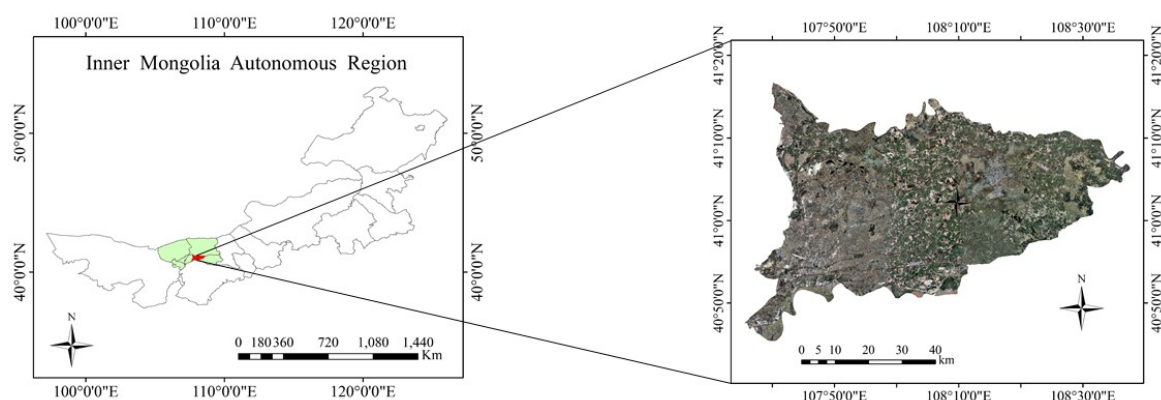 100°0'0"E 110°0'0"E 120°0'0"E
Inner Mongolia Autonomous Region
50°0'0"N
40°0'0"N
50°0'0"N
40°0'0"N
N
0 180 360 720 1,080 1,440
Km
100°0'0"E 110°0'0"E 120°0'0"E
107°50'0"E 108°10'0"E 108°30'0"E
41°20'0"N
41°10'0"N
41°0'0"N
40°50'0"N
41°20'0"N
41°10'0"N
41°0'0"N
40°50'0"N
N
0 5 10 20 30 40
km
107°50'0"E 108°10'0"E 108°30'0"E